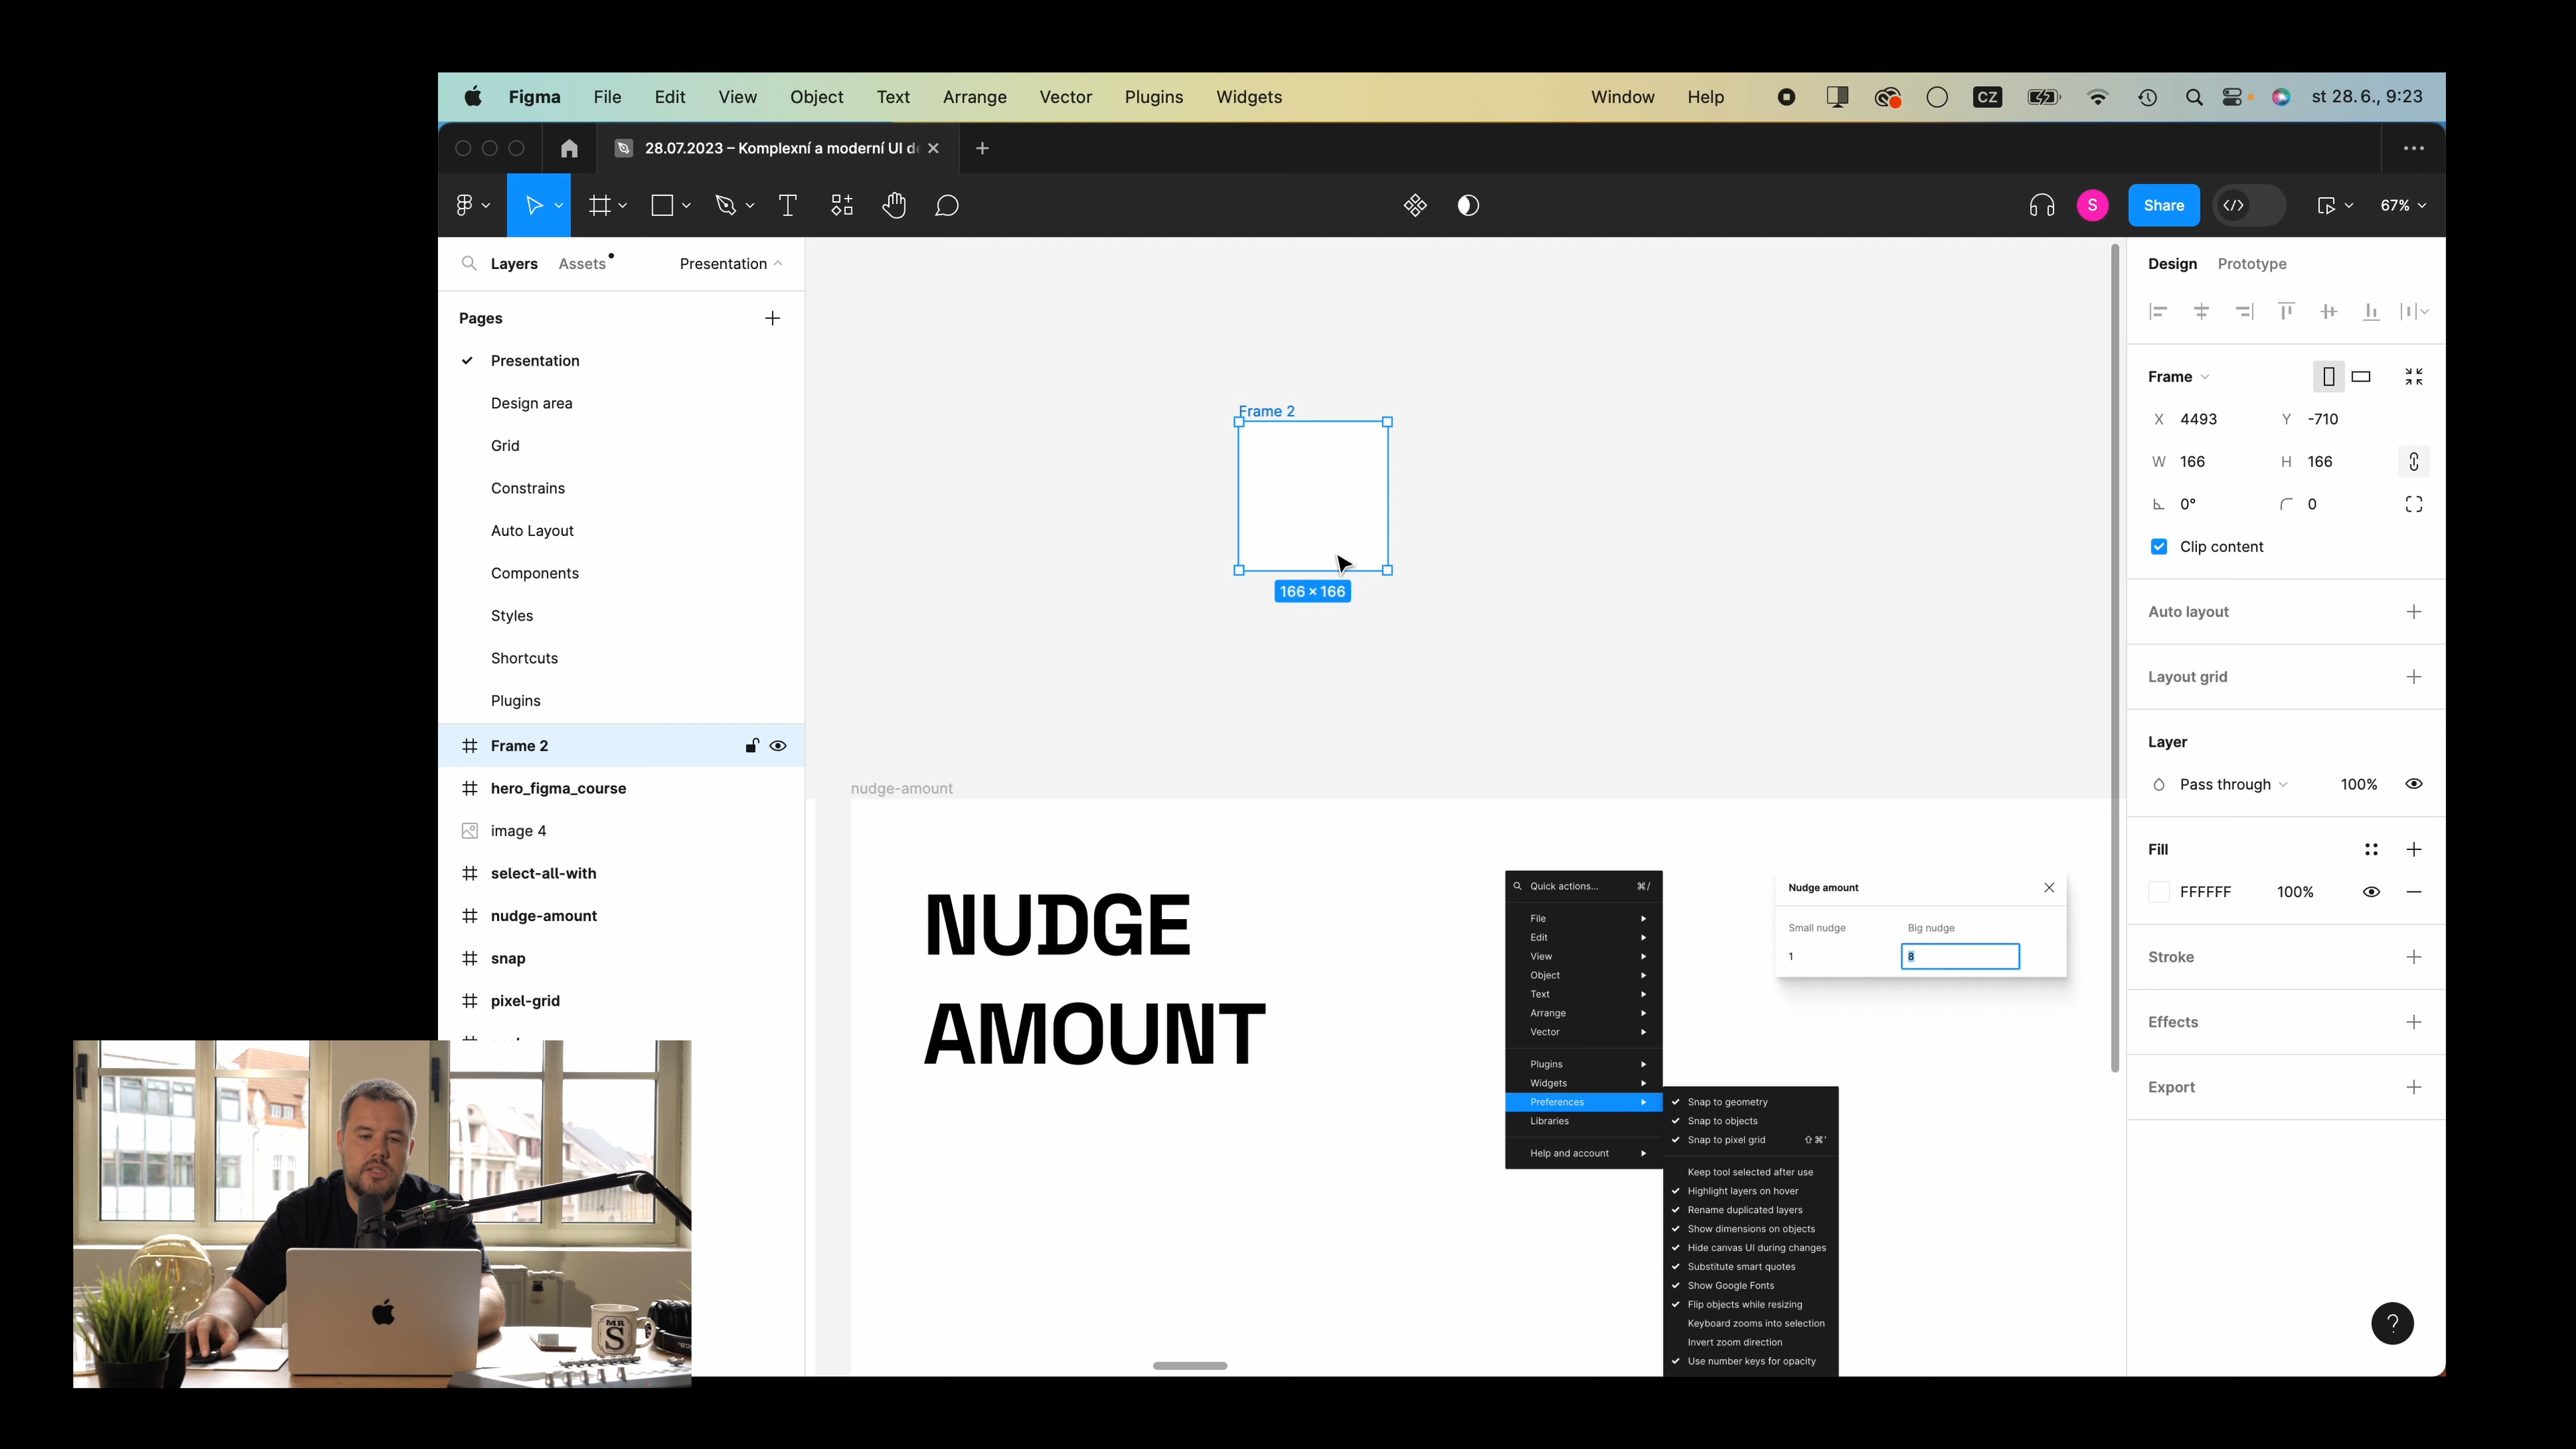 Figma File Edit View Object Text Arrange Vector Plugins Widgets Window Help CZ st 28. 6., 9:23
28.07.2023 – Komplexní a moderní UI de
S Share 67%
Layers Assets Presentation
Pages
Presentation
Design area
Grid
Constrains
Auto Layout
Components
Styles
Shortcuts
Plugins
Frame 2
hero_figma_course
image 4
select-all-with
nudge-amount
snap
pixel-grid
Frame 2
166 × 166
nudge-amount
NUDGE
AMOUNT
Quick actions... ⌘/
File
Edit
View
Object
Text
Arrange
Vector
Plugins
Widgets
Preferences
Libraries
Help and account
Snap to geometry
Snap to objects
Snap to pixel grid ⇧⌘'
Keep tool selected after use
Highlight layers on hover
Rename duplicated layers
Show dimensions on objects
Hide canvas UI during changes
Substitute smart quotes
Show Google Fonts
Flip objects while resizing
Keyboard zooms into selection
Invert zoom direction
Use number keys for opacity
Nudge amount
Small nudge Big nudge
1 8
Design Prototype
Frame
X 4493 Y -710
W 166 H 166
0° 0
Clip content
Auto layout
Layout grid
Layer
Pass through 100%
Fill
FFFFFF 100%
Stroke
Effects
Export
?
MR
S